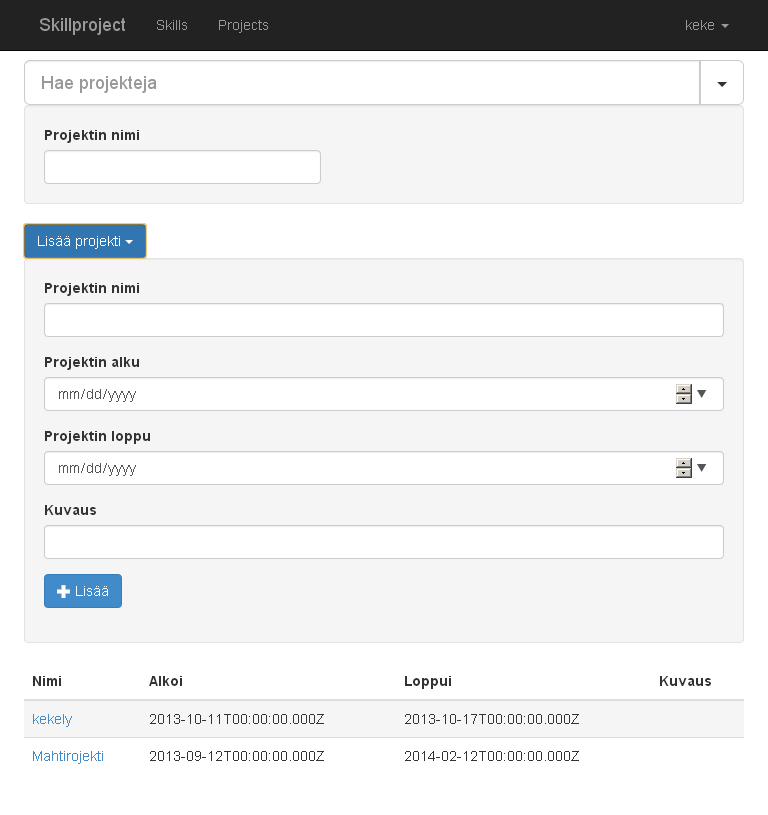 Skillproject Skills Projects keke
Hae projekteja
Projektin nimi
Lisää projekti
Projektin nimi
Projektin alku
mm/dd/yyyy
Projektin loppu
mm/dd/yyyy
Kuvaus
Lisää
Nimi Alkoi Loppui Kuvaus
kekely 2013-10-11T00:00:00.000Z 2013-10-17T00:00:00.000Z
Mahtirojekti 2013-09-12T00:00:00.000Z 2014-02-12T00:00:00.000Z